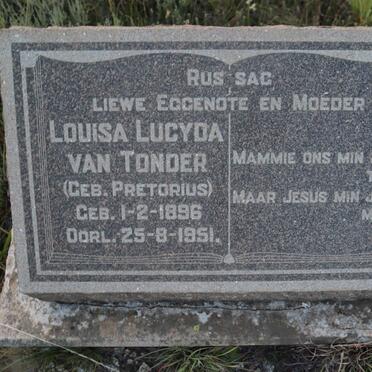 RUS SAG
LIEWE EGGENOTE EN MOEDER
LOUISA LUCYDA
VAN TONDER
(GEB. PRETORIUS)
GEB. 1-2-1896
OORL. 25-8-1951.
MAMMIE ONS MIN
MAAR JESUS MIN